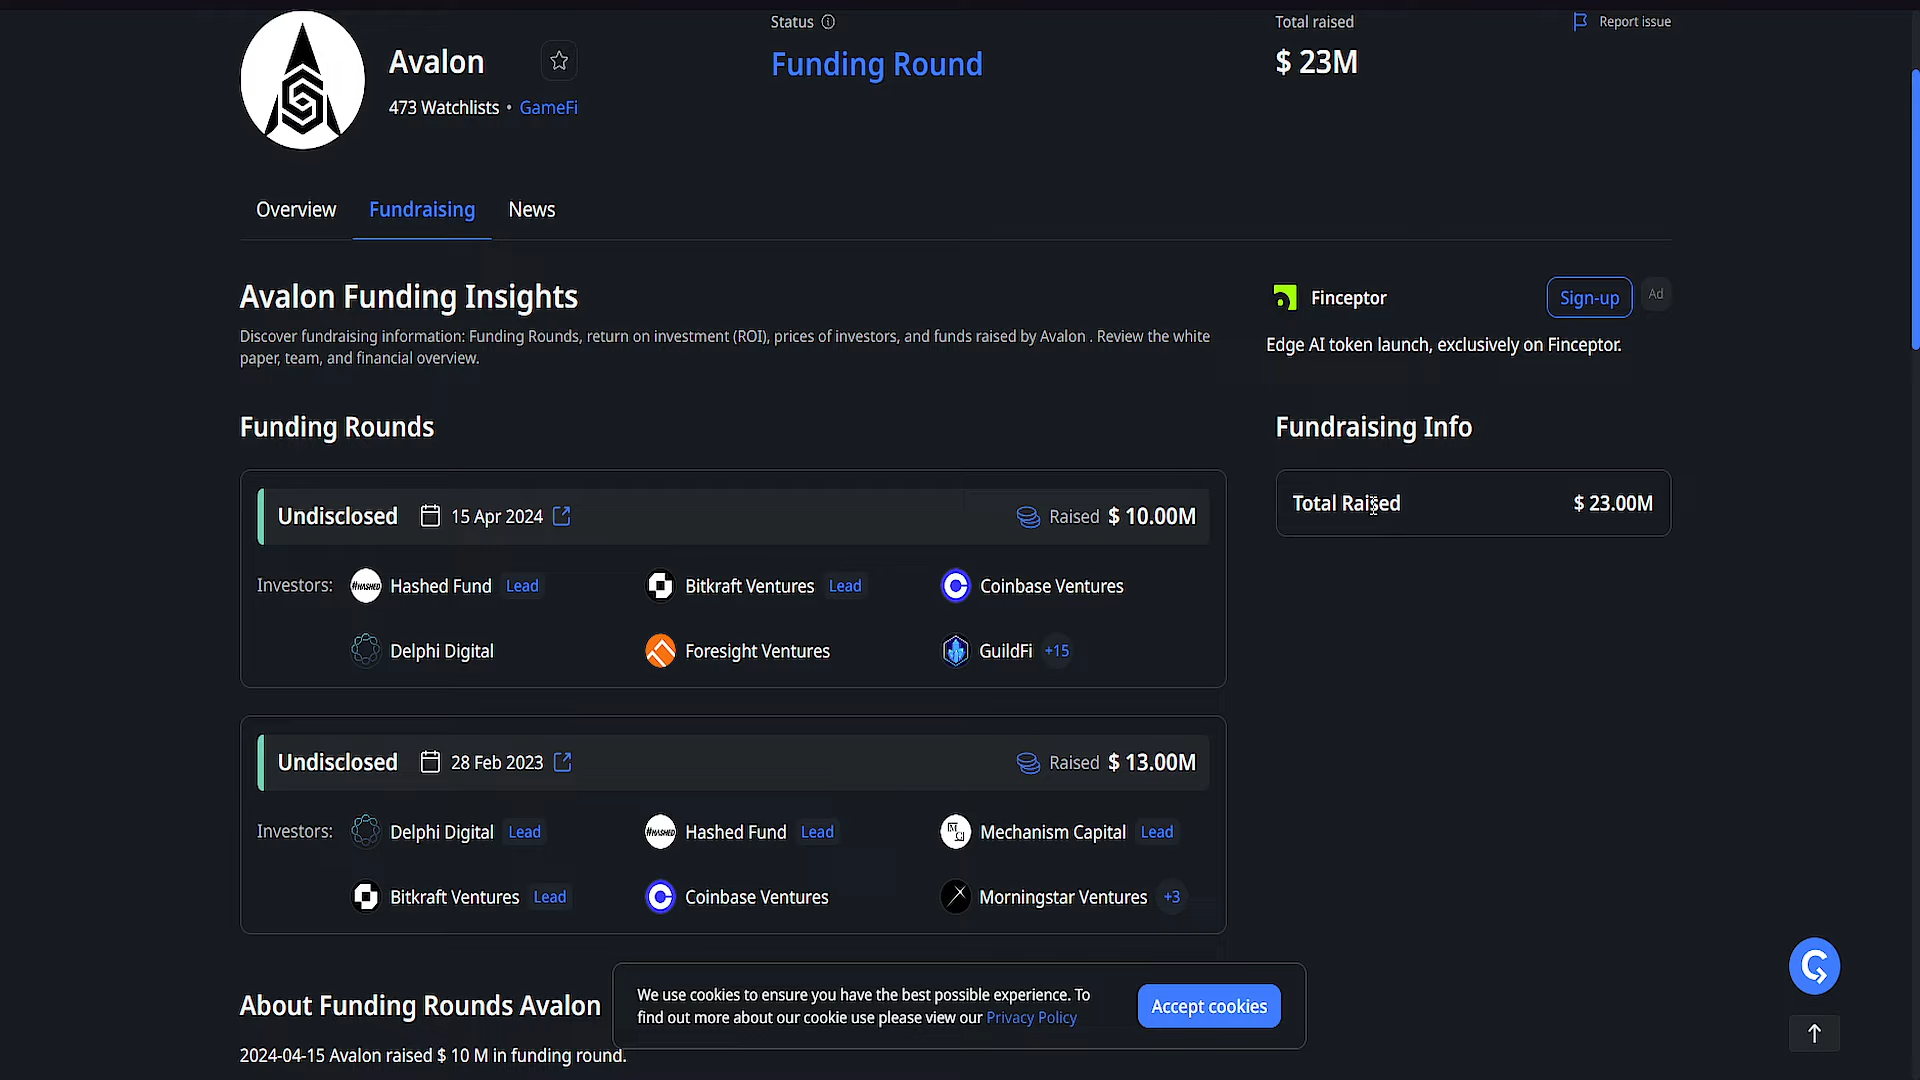 Status
Total raised
Report issue
Avalon
Funding Round
$ 23M
473 Watchlists • GameFi
Overview
Fundraising
News
Avalon Funding Insights
Finceptor
Sign-up
Ad
Discover fundraising information: Funding Rounds, return on investment (ROI), prices of investors, and funds raised by Avalon . Review the white
paper, team, and financial overview.
Edge AI token launch, exclusively on Finceptor.
Funding Rounds
Fundraising Info
Undisclosed 15 Apr 2024 Raised $ 10.00M
Total Raised $ 23.00M
Investors: #HASHED Hashed Fund Lead Bitkraft Ventures Lead Coinbase Ventures
Delphi Digital Foresight Ventures GuildFi +15
Undisclosed 28 Feb 2023 Raised $ 13.00M
Investors: Delphi Digital Lead #HASHED Hashed Fund Lead Mechanism Capital Lead
Bitkraft Ventures Lead Coinbase Ventures Morningstar Ventures +3
About Funding Rounds Avalon
2024-04-15 Avalon raised $ 10 M in funding round.
We use cookies to ensure you have the best possible experience. To
find out more about our cookie use please view our Privacy Policy
Accept cookies